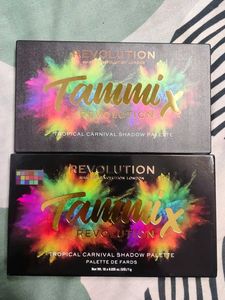 REVOLUTION
MAKEUP REVOLUTION LONDON
Tammi x
REVOLUTION
TROPICAL CARNIVAL SHADOW PALETTE
REVOLUTION
MAKEUP REVOLUTION LONDON
Tammi x
REVOLUTION
TROPICAL CARNIVAL SHADOW PALETTE
PALETTE DE FARDS